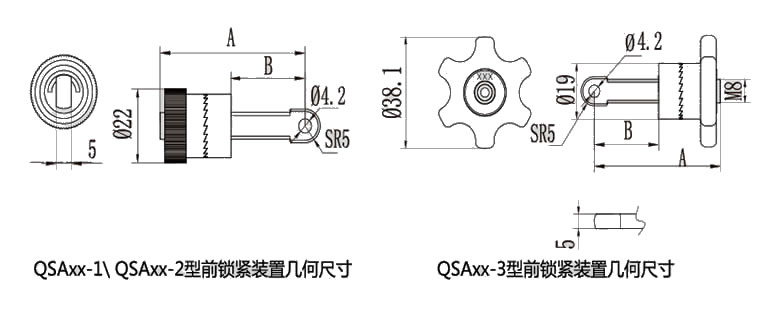 A
B
Ø4.2
Ø22
SR5
5
QSAxx-1\ QSAxx-2型前锁紧装置几何尺寸
XXX
Ø38.1
Ø4.2
Ø19
M8
SR5
B
A
5
QSAxx-3型前锁紧装置几何尺寸